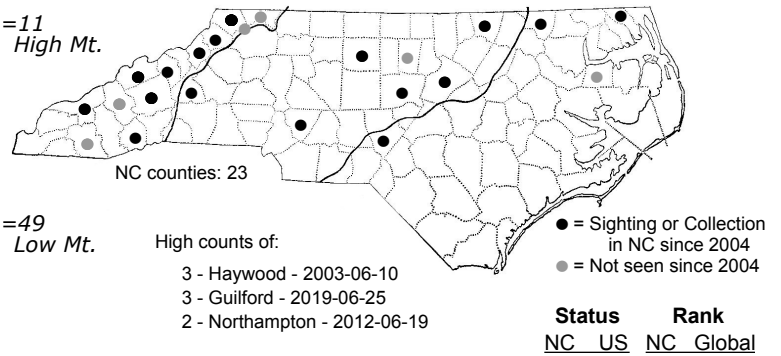 =11
High Mt.
NC counties: 23
=49
Low Mt.
High counts of:
3 - Haywood - 2003-06-10
3 - Guilford - 2019-06-25
2 - Northampton - 2012-06-19
● = Sighting or Collection
in NC since 2004
● = Not seen since 2004
Status Rank
NC US NC Global